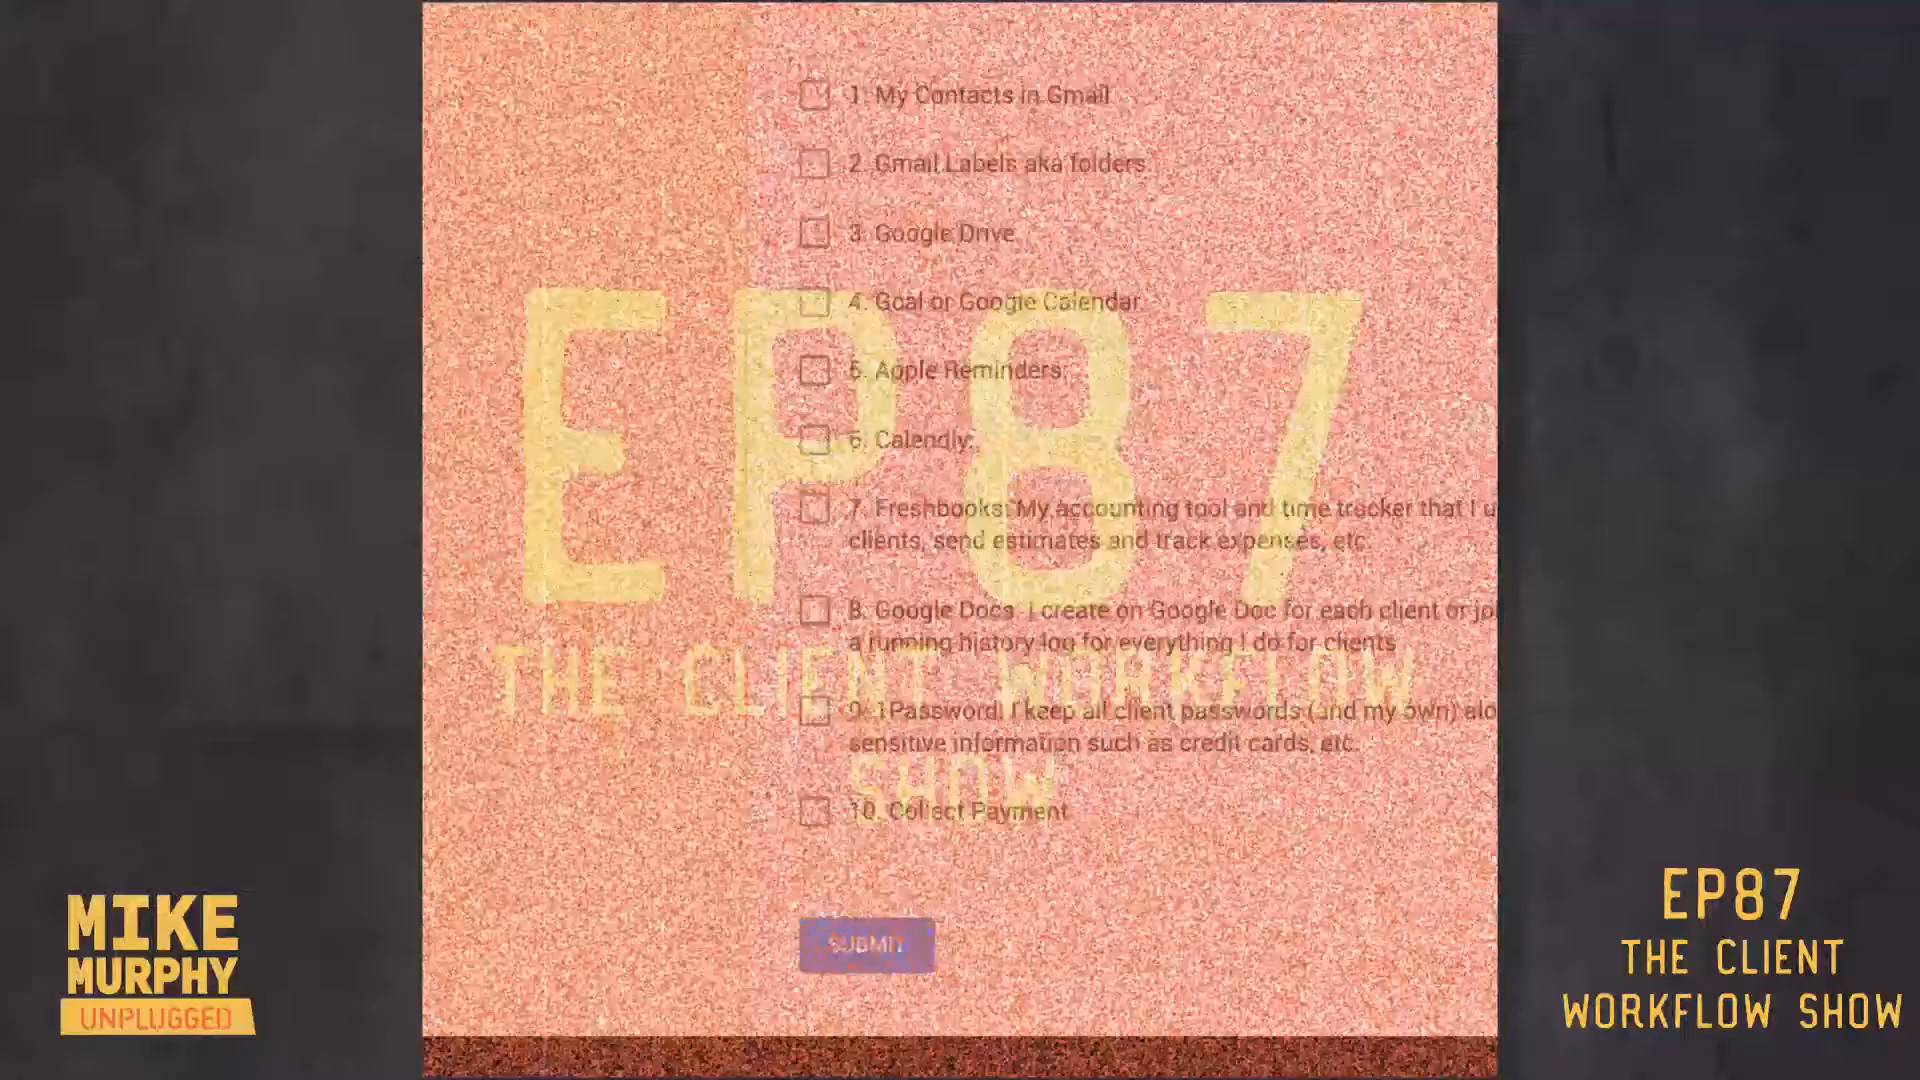 1. My Contacts in Gmail
2. Gmail Labels aka folders
3. Google Drive
4. Goal or Google Calendar
5. Apple Reminders:
6. Calendly:
7. Freshbooks: My accounting tool and time tracker that I u
clients, send estimates and track expenses, etc.
8. Google Docs: I create on Google Doc for each client or jo
a running history log for everything I do for clients
9. 1Password: I keep all client passwords (and my own) alo
sensitive information such as credit cards, etc.
10. Collect Payment
SUBMIT
EP87
THE CLIENT WORKFLOW
SHOW
MIKE
MURPHY
UNPLUGGED
EP87
THE CLIENT
WORKFLOW SHOW